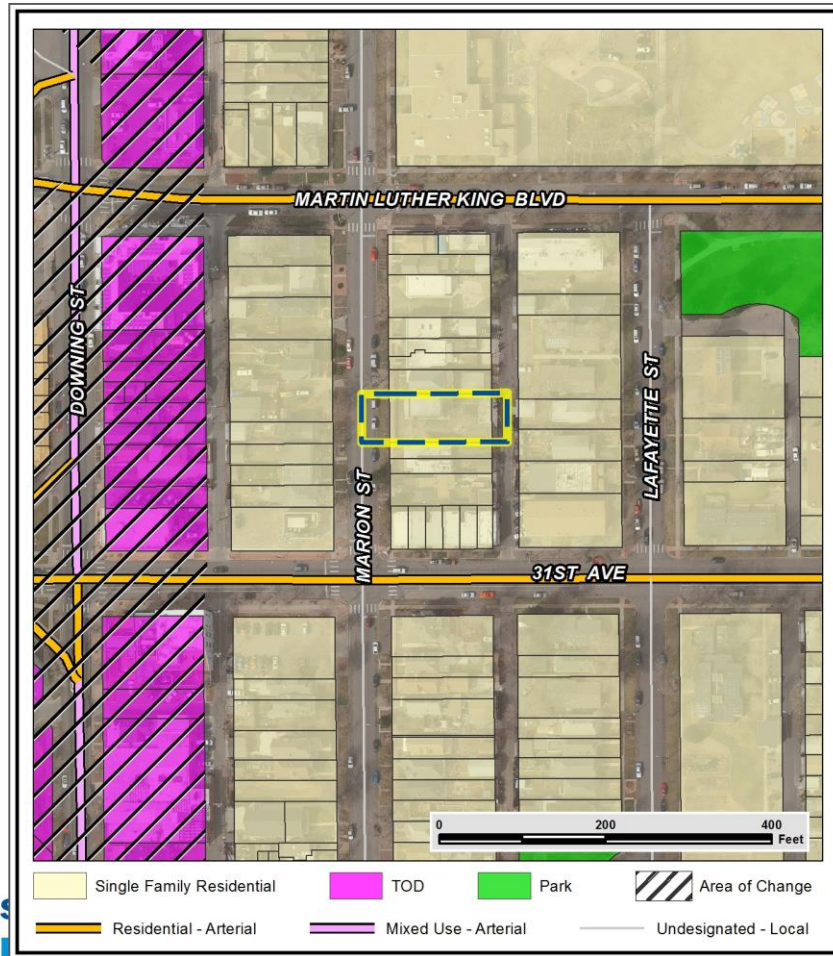 MARTIN LUTHER KING BLVD
DOWNING ST
LAFAYETTE ST
MARION ST
31ST AVE
0 200 400
Feet
Single Family Residential TOD Park Area of Change
Residential - Arterial Mixed Use - Arterial Undesignated - Local